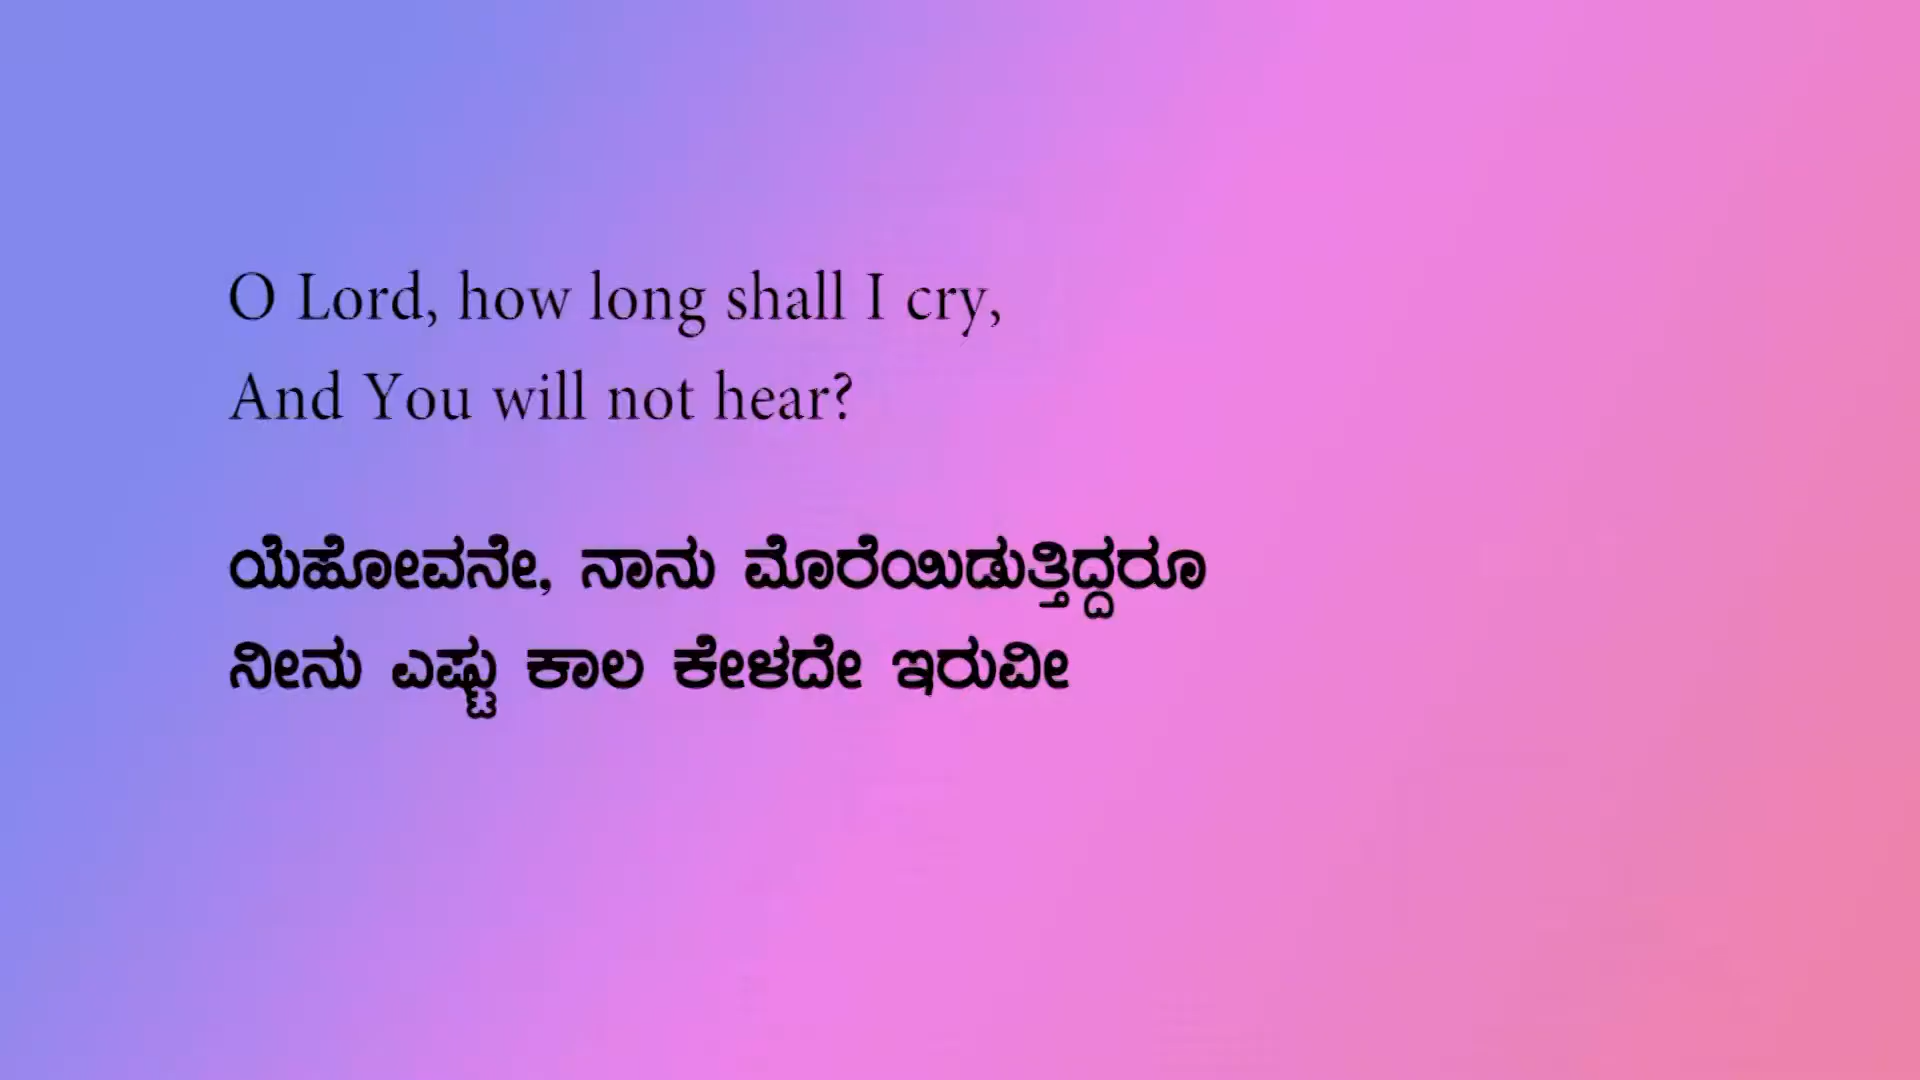 O Lord, how long shall I cry,
And You will not hear?
ಯೆಹೋವನೇ, ನಾನು ಮೊರೆಯಿಡುತ್ತಿದ್ದರೂ
ನೀನು ಎಷ್ಟು ಕಾಲ ಕೇಳದೇ ಇರುವೀ